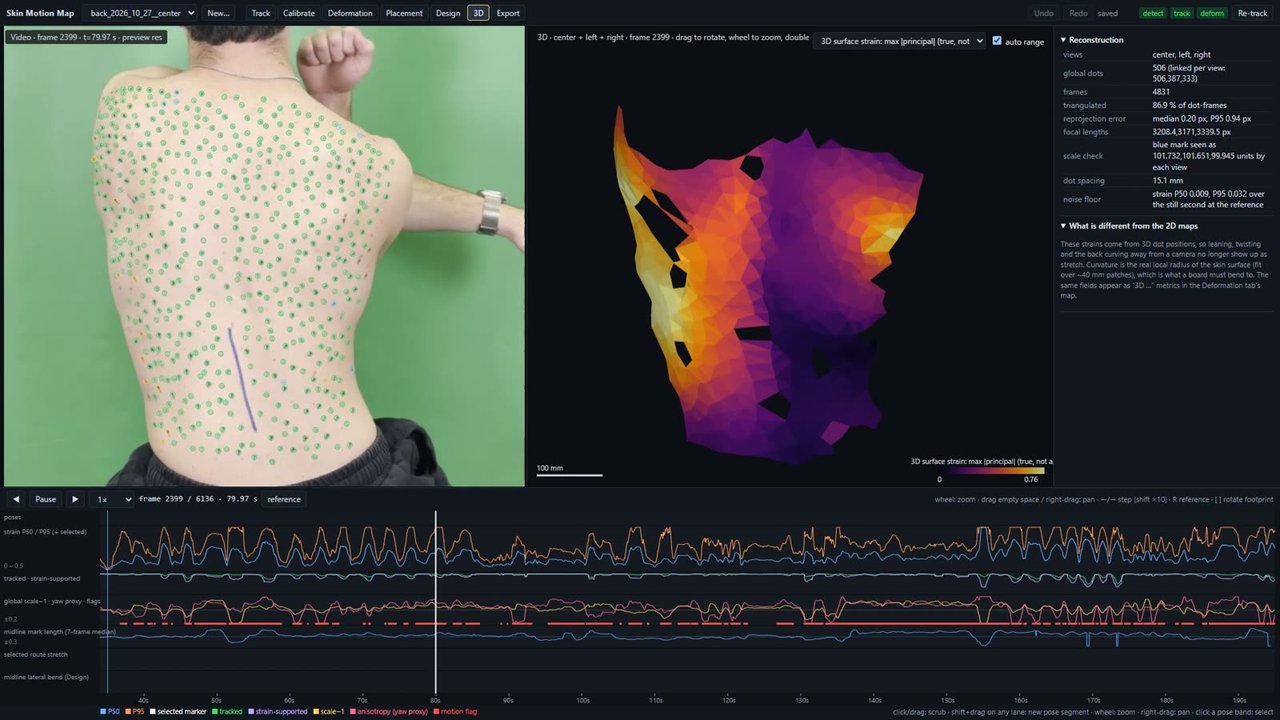 Skin Motion Map back_2026_10_27__center New... Track Calibrate Deformation Placement Design 3D Export Undo Redo saved detect track deform Re-track
Video · frame 2399 · t=79.97 s · preview res
3D · center + left + right · frame 2399 · drag to rotate, wheel to zoom, double
3D surface strain: max |principal| (true, not
auto range
▼ Reconstruction
views center, left, right
global dots 506 (linked per view: 506,387,333)
frames 4831
triangulated 86.9 % of dot-frames
reprojection error median 0.20 px, P95 0.94 px
focal lengths 3208.4,3171,3339.5 px
scale check blue mark seen as 101.732,101.651,99.945 units by each view
dot spacing 15.1 mm
noise floor strain P50 0.009, P95 0.032 over the still second at the reference
▼ What is different from the 2D maps
These strains come from 3D dot positions, so leaning, twisting
and the back curving away from a camera no longer show up as
stretch. Curvature is the real local radius of the skin surface (fit
over ~40 mm patches), which is what a board must bend to. The
same fields appear as "3D ..." metrics in the Deformation tab's
map.
100 mm
3D surface strain: max |principal| (true, not a
0 0.76
◀ Pause ▶ 1× frame 2399 / 6136 · 79.97 s reference
wheel: zoom · drag empty space / right-drag: pan · ←/→ step (shift ×10) · R reference · [ ] rotate footprint
poses
strain P50 / P95 (+ selected)
0 – 0.5
tracked · strain-supported
global scale−1 · yaw proxy · flags
±0.2
midline mark length (7-frame median)
±0.3
selected route stretch
midline lateral bend (Design)
40s 50s 60s 70s 80s 90s 100s 110s 120s 130s 140s 150s 160s 170s 180s 190s
P50 P95 selected marker tracked strain-supported scale−1 anisotropy (yaw proxy) motion flag
click/drag: scrub · shift+drag on any lane: new pose segment · wheel: zoom · right-drag: pan · click a pose band: select